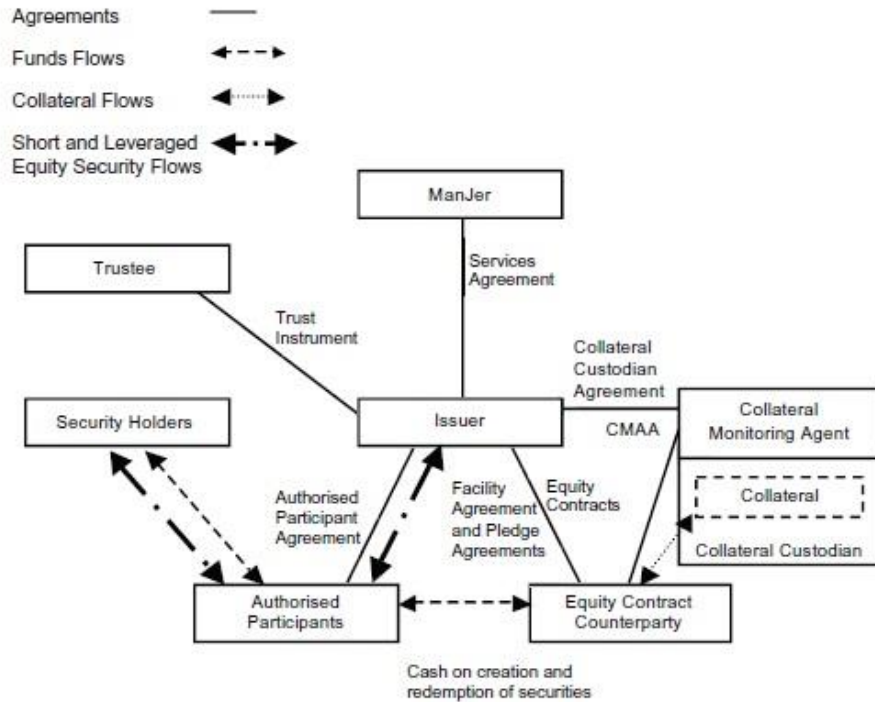 Agreements
Funds Flows
Collateral Flows
Short and Leveraged
Equity Security Flows
ManJer
Trustee
Services
Agreement
Trust
Instrument
Collateral
Custodian
Agreement
Security Holders
Issuer
CMAA
Collateral
Monitoring Agent
Authorised
Participant
Agreement
Facility
Agreement
and Pledge
Agreements
Equity
Contracts
Collateral
Collateral Custodian
Authorised
Participants
Equity Contract
Counterparty
Cash on creation and
redemption of securities